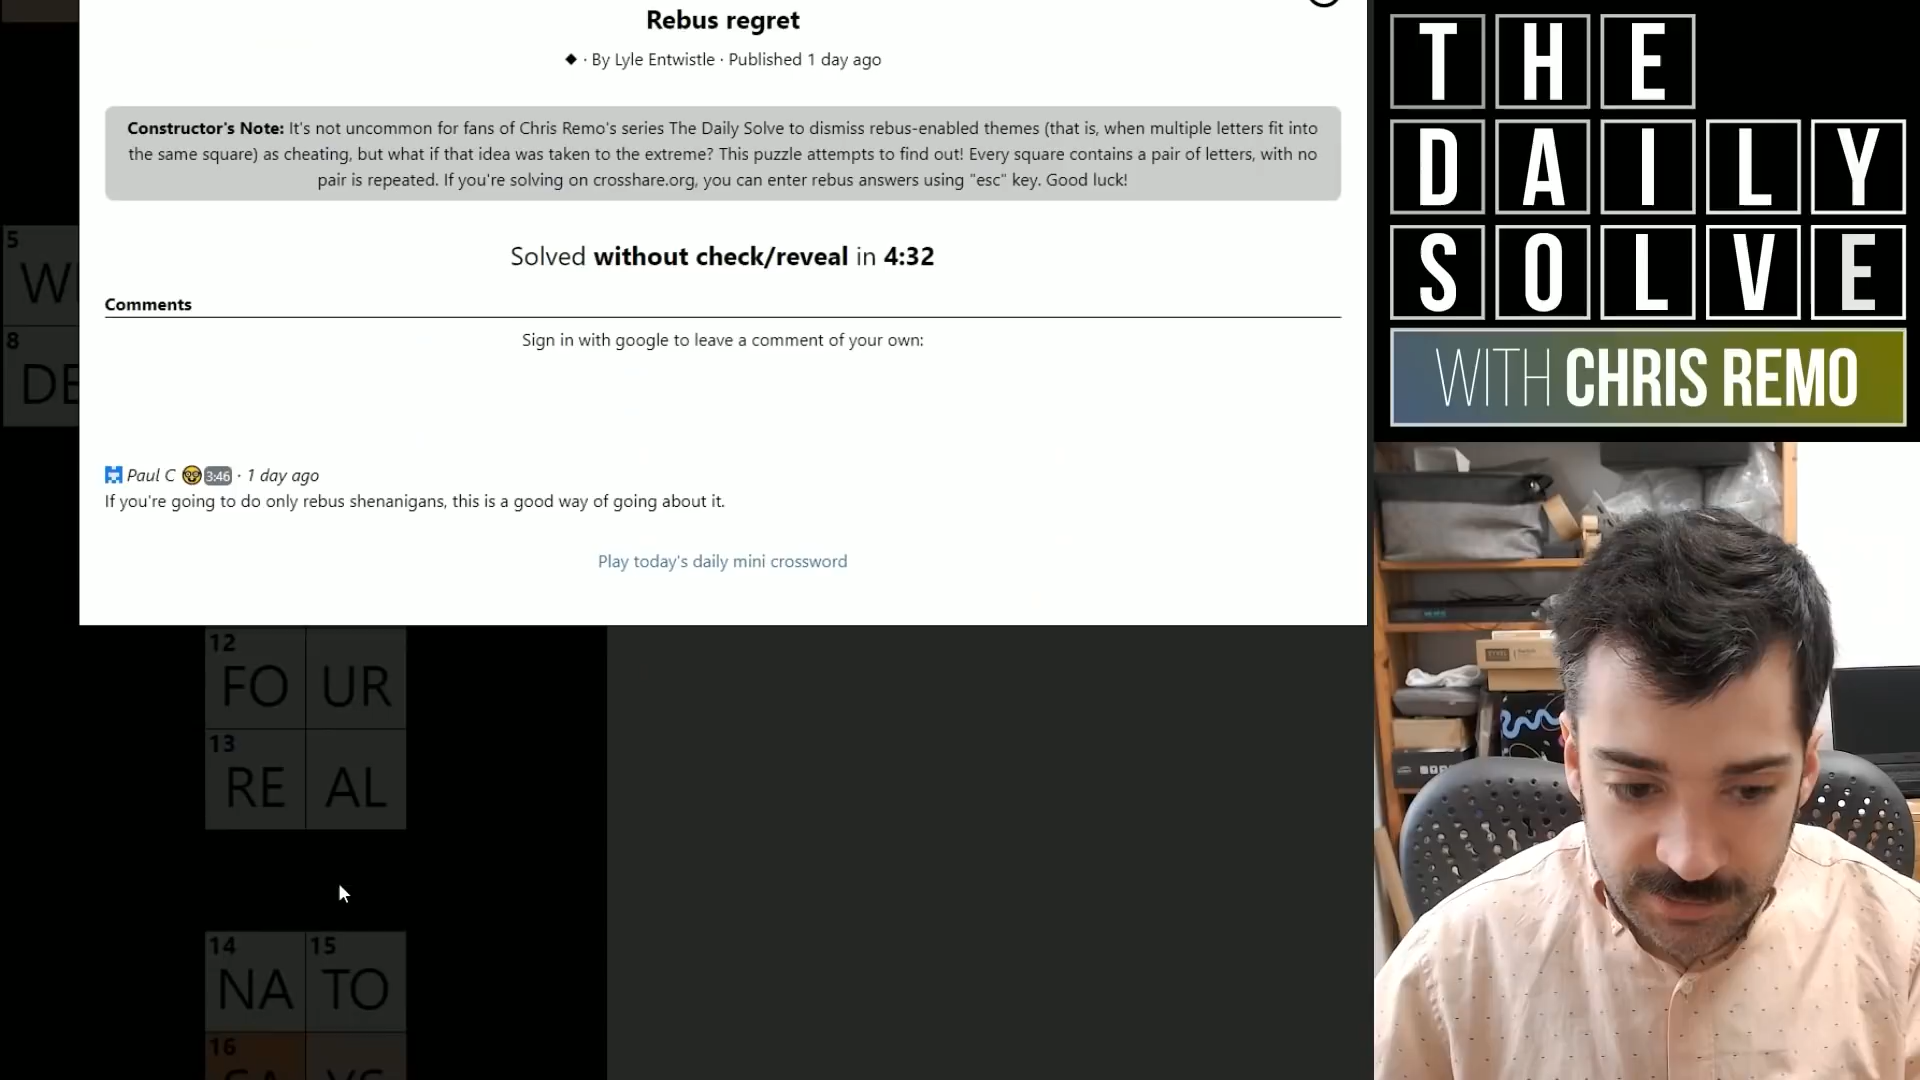 Rebus regret
◆ · By Lyle Entwistle · Published 1 day ago
Constructor's Note: It's not uncommon for fans of Chris Remo's series The Daily Solve to dismiss rebus-enabled themes (that is, when multiple letters fit into
the same square) as cheating, but what if that idea was taken to the extreme? This puzzle attempts to find out! Every square contains a pair of letters, with no
pair is repeated. If you're solving on crosshare.org, you can enter rebus answers using "esc" key. Good luck!
Solved without check/reveal in 4:32
Comments
Sign in with google to leave a comment of your own:
Paul C 3:46 · 1 day ago
If you're going to do only rebus shenanigans, this is a good way of going about it.
Play today's daily mini crossword
5
8
DE
12
FO UR
13
RE AL
14 15
NA TO
16
THE
DAILY
SOLVE
WITH CHRIS REMO